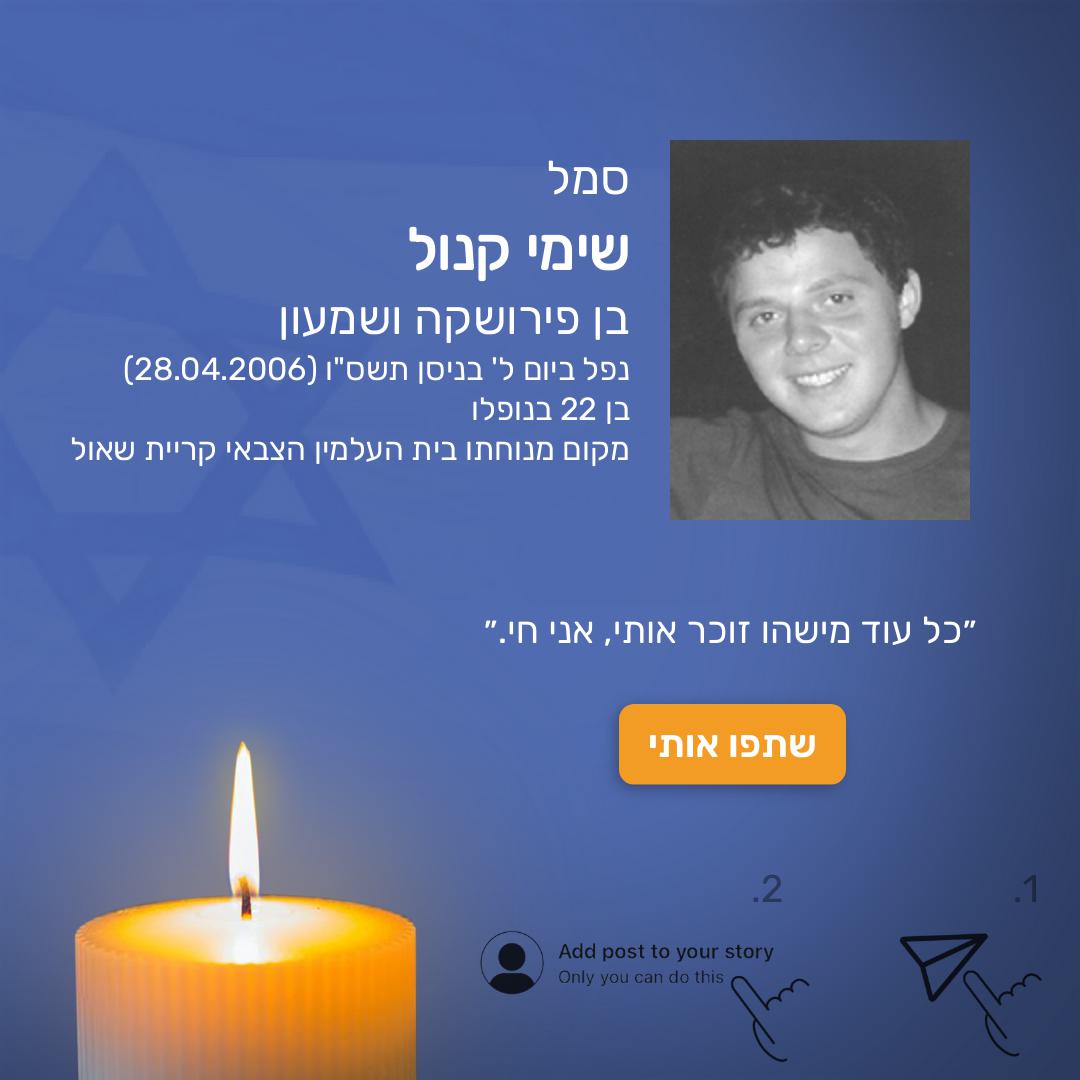 סמל
שימי קנול
בן פירושקה ושמעון
נפל ביום ל' בניסן תשס"ו (28.04.2006)
בן 22 בנופלו
מקום מנוחתו בית העלמין הצבאי קריית שאול
״כל עוד מישהו זוכר אותי, אני חי.״
שתפו אותי
.1
.2
Add post to your story
Only you can do this